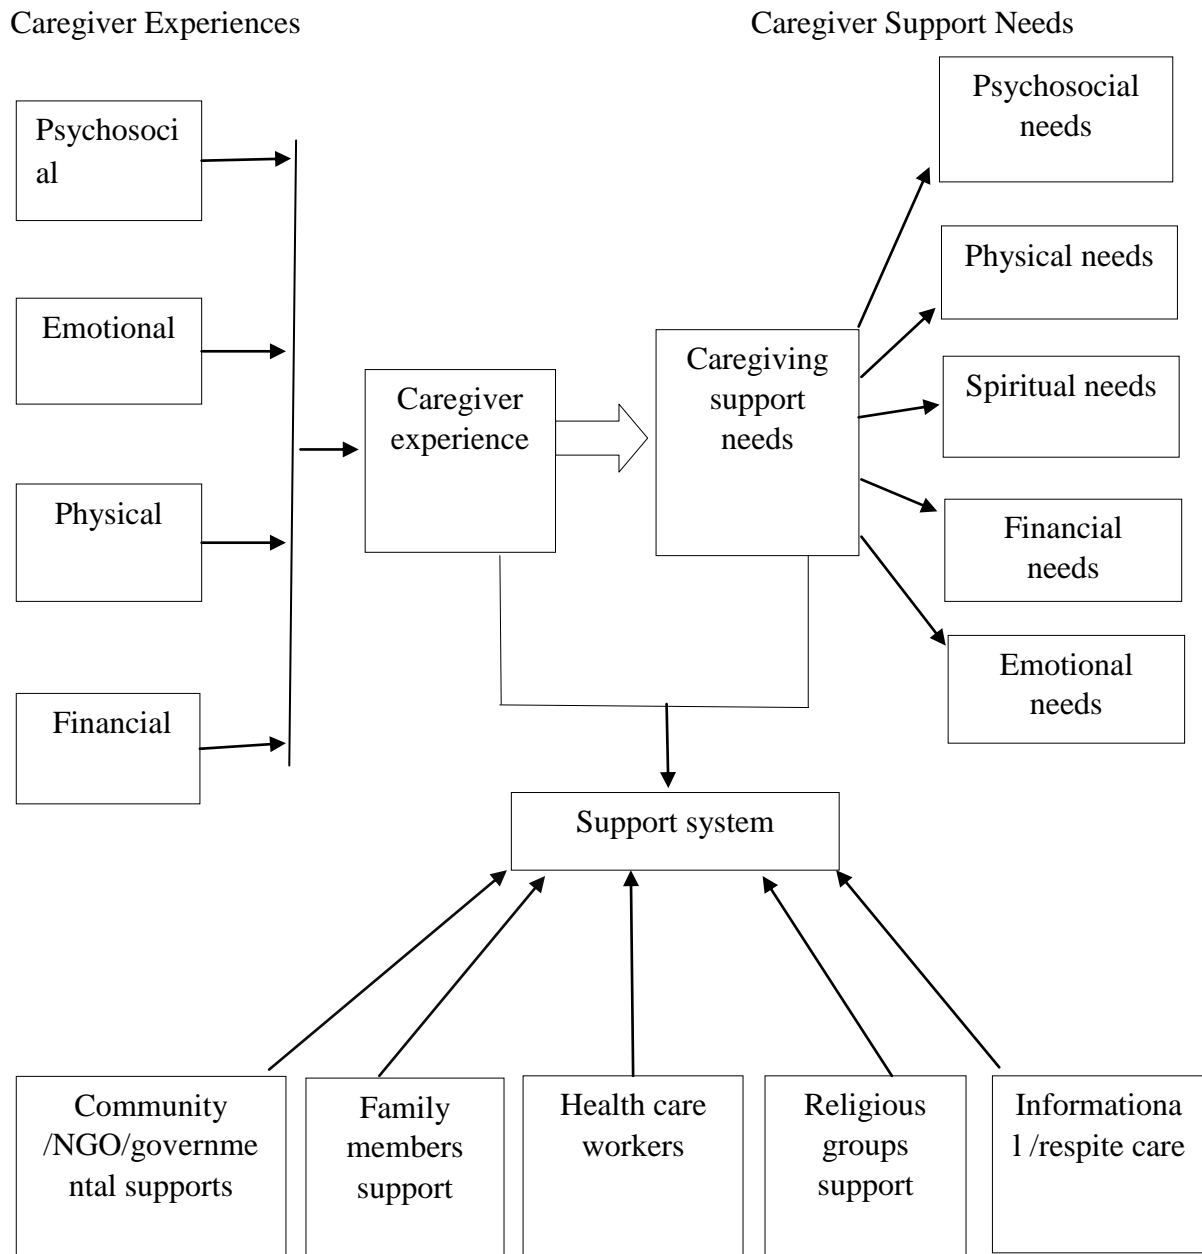 Caregiver Experiences
Caregiver Support Needs
Psychosoci
al
Emotional
Physical
Financial
Caregiver
experience
Caregiving
support
needs
Psychosocial
needs
Physical needs
Spiritual needs
Financial
needs
Emotional
needs
Support system
Community
/NGO/governme
ntal supports
Family
members
support
Health care
workers
Religious
groups
support
Informationa
l /respite care